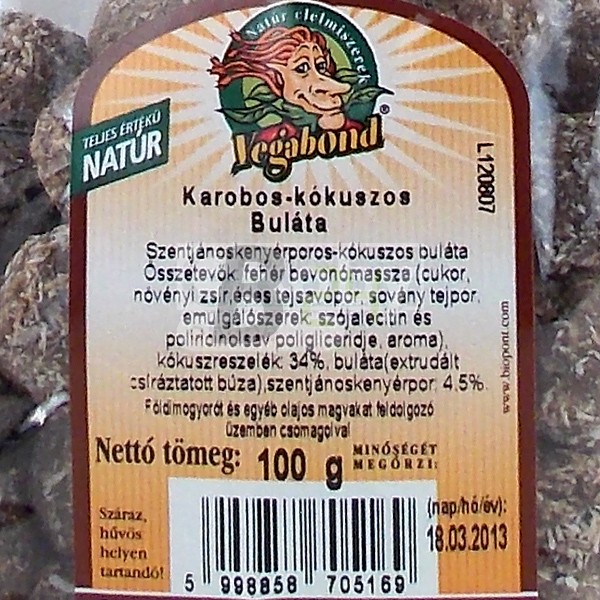 Natúr élelmiszerek
Vegabond®
TELJES ÉRTÉKŰ
NATÚR
L120807
Karobos-kókuszos
Buláta
Szentjánoskenyérporos-kókuszos buláta
Összetevők: fehér bevonómassza (cukor,
növényi zsír,édes tejsavópor, sovány tejpor,
emulgálószerek: szójalecitin és
poliricinolsav poligliceridje, aroma),
kókuszreszelék: 34%, buláta(extrudált
csíráztatott búza),szentjánoskenyérpor: 4.5%.
Földimogyorót és egyéb olajos magvakat feldolgozó
üzemben csomagolva!
www.biopont.com
Nettó tömeg: 100 g
MINŐSÉGÉT
MEGŐRZI:
(nap/hó/év):
18.03.2013
Száraz,
hűvös
helyen
tartandó!
5 998858 705169